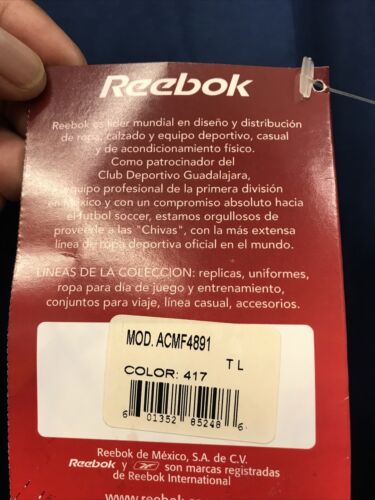 Reebok
Reebok es líder mundial en diseño y distribución
de ropa, calzado y equipo deportivo, casual
y de acondicionamiento físico.
Como patrocinador del
Club Deportivo Guadalajara,
equipo profesional de la primera división
en México y con un compromiso absoluto hacia
el futbol soccer, estamos orgullosos de
proveerle a las "Chivas", con la más extensa
línea de ropa deportiva oficial en el mundo.
LINEAS DE LA COLECCION: replicas, uniformes,
ropa para día de juego y entrenamiento,
conjuntos para viaje, línea casual, accesorios.
MOD. ACMF4891
T L
COLOR: 417
6 01352 85248 6
Reebok de México, S.A. de C.V.
Reebok y son marcas registradas
de Reebok International